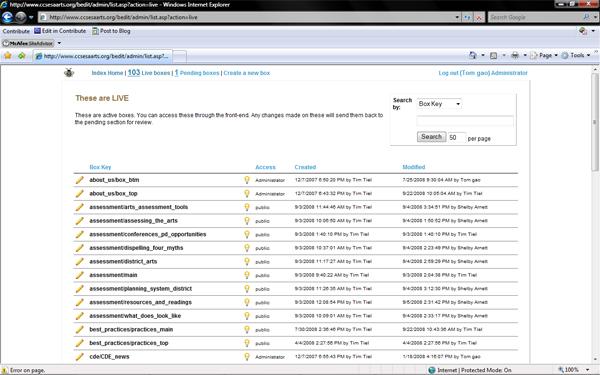 http://www.ccsesaarts.org/bedit/admin/list.asp?action=live - Windows Internet Explorer
http://www.ccsesaarts.org/bedit/admin/list.asp?action=live
Search Google
Contribute Edit in Contribute Post to Blog
McAfee SiteAdvisor
http://www.ccsesaarts.org/bedit/admin/list.asp?...
Page Tools
Index Home | 103 Live boxes | 1 Pending boxes | Create a new box
Log out (Tom gao) Administrator
These are LIVE
These are active boxes. You can access these through the front-end. Any changes made on these will send them back
to the pending section for review.
Search by: Box Key
Search 50 per page
Box Key Access Created Modified
about_us/box_btm Administrator 12/7/2007 6:50:20 PM by Tim Tiel 7/25/2008 9:30:04 AM by Tom gao
about_us/box_top Administrator 12/7/2007 6:43:32 PM by Tim Tiel 9/22/2008 10:05:04 AM by Tim Tiel
assessment/arts_assessment_tools public 9/3/2008 11:44:46 AM by Tim Tiel 9/4/2008 3:34:51 PM by Shelby Arnett
assessment/assessing_the_arts public 9/3/2008 10:06:50 AM by Tim Tiel 9/4/2008 1:50:52 PM by Shelby Arnett
assessment/conferences_pd_opportunities public 9/3/2008 1:40:10 PM by Tim Tiel 9/3/2008 1:40:10 PM by Tim Tiel
assessment/dispelling_four_myths public 9/3/2008 10:37:01 AM by Tim Tiel 9/4/2008 2:23:49 PM by Shelby Arnett
assessment/district_arts public 9/3/2008 11:17:27 AM by Tim Tiel 9/4/2008 2:59:29 PM by Shelby Arnett
assessment/main public 9/3/2008 9:40:22 AM by Tim Tiel 9/3/2008 2:04:38 PM by Tim Tiel
assessment/planning_system_district public 9/3/2008 11:26:35 AM by Tim Tiel 9/4/2008 3:12:30 PM by Shelby Arnett
assessment/resources_and_readings public 9/3/2008 12:08:54 PM by Tim Tiel 9/5/2008 2:31:42 PM by Shelby Arnett
assessment/what_does_look_like public 9/3/2008 10:09:01 AM by Tim Tiel 9/4/2008 2:33:17 PM by Shelby Arnett
best_practices/practices_main public 7/30/2008 2:36:46 PM by Tim Tiel 9/22/2008 10:43:36 AM by Tim Tiel
best_practices/practices_top public 4/4/2008 2:27:56 PM by Tim Tiel 4/4/2008 2:27:56 PM by Tim Tiel
cde/CDE_news Administrator 12/7/2007 6:55:43 PM by Tim Tiel 1/18/2008 4:16:07 PM by Tom gao
Error on page. Internet | Protected Mode: On 100%